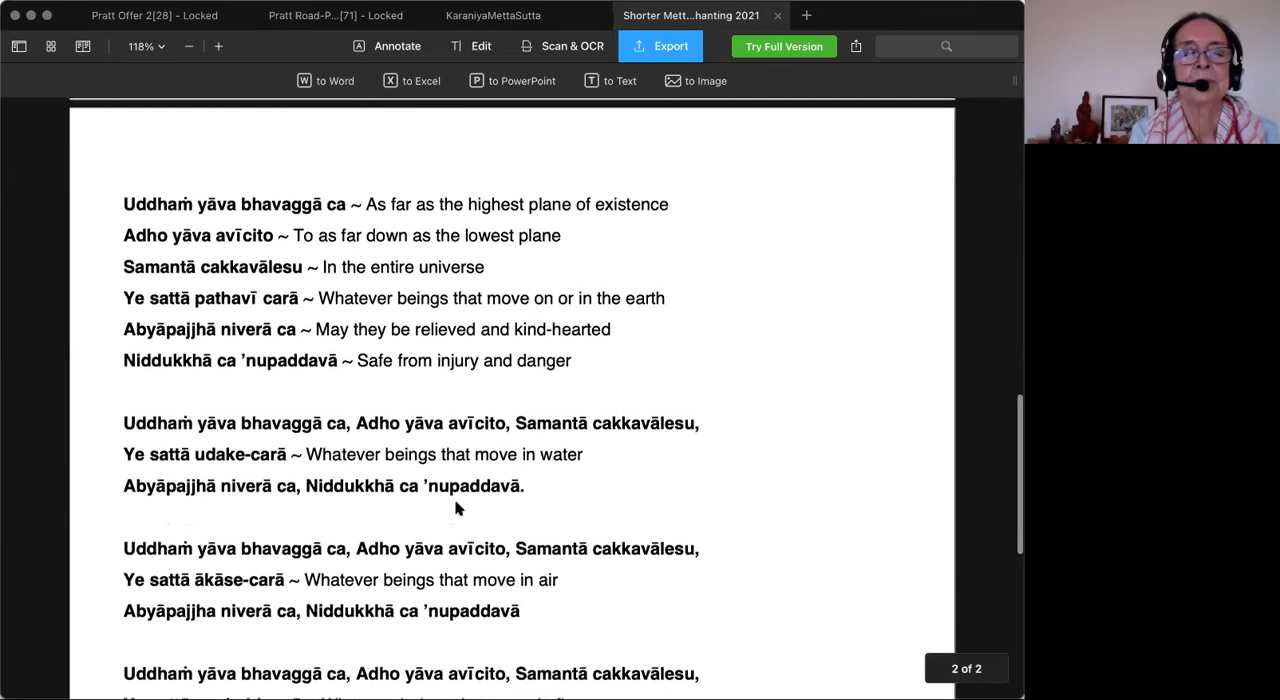 Pratt Offer 2[28] - Locked
Pratt Road-P...[71] - Locked
KaraniyaMettaSutta
Shorter Mett...hanting 2021
118%
Annotate
Edit
Scan & OCR
Export
Try Full Version
W to Word
X to Excel
P to PowerPoint
T to Text
to Image
Uddhaṁ yāva bhavaggā ca ~ As far as the highest plane of existence
Adho yāva avīcito ~ To as far down as the lowest plane
Samantā cakkavālesu ~ In the entire universe
Ye sattā pathavī carā ~ Whatever beings that move on or in the earth
Abyāpajjhā niverā ca ~ May they be relieved and kind-hearted
Niddukkhā ca ’nupaddavā ~ Safe from injury and danger
Uddhaṁ yāva bhavaggā ca, Adho yāva avīcito, Samantā cakkavālesu,
Ye sattā udake-carā ~ Whatever beings that move in water
Abyāpajjhā niverā ca, Niddukkhā ca ’nupaddavā.
Uddhaṁ yāva bhavaggā ca, Adho yāva avīcito, Samantā cakkavālesu,
Ye sattā ākāse-carā ~ Whatever beings that move in air
Abyāpajjha niverā ca, Niddukkhā ca ’nupaddavā
Uddhaṁ yāva bhavaggā ca, Adho yāva avīcito, Samantā cakkavālesu,
2 of 2